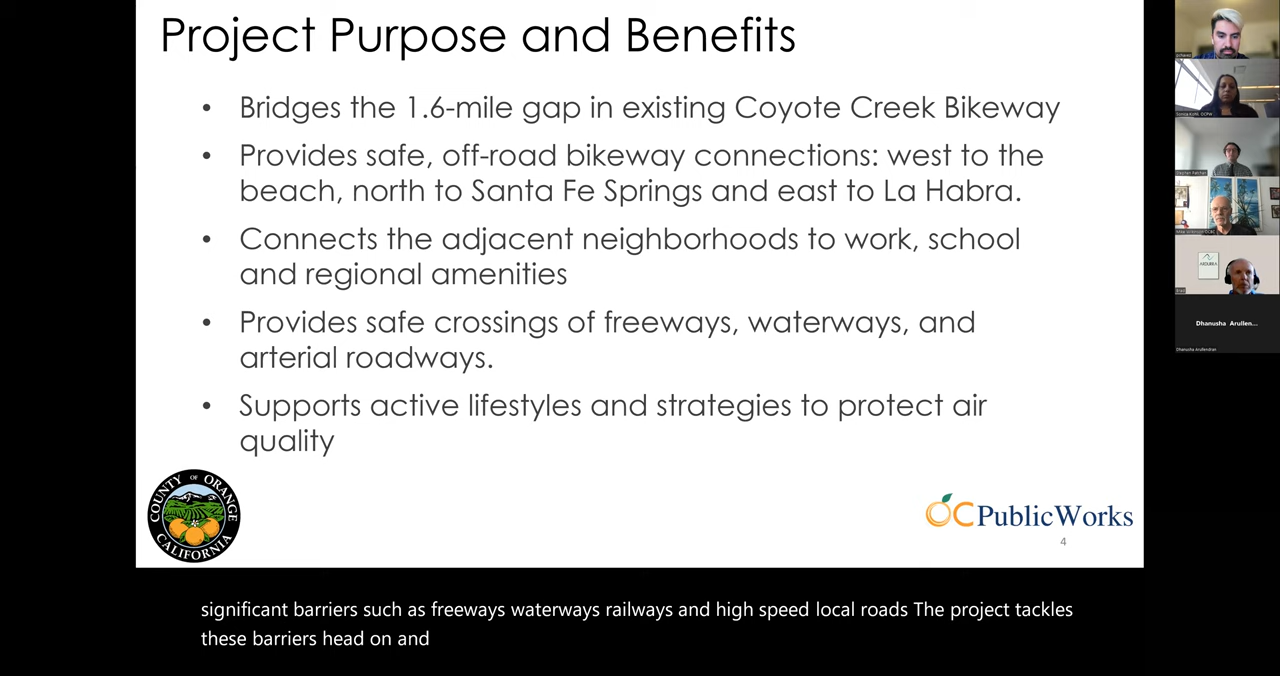 Project Purpose and Benefits
• Bridges the 1.6-mile gap in existing Coyote Creek Bikeway
• Provides safe, off-road bikeway connections: west to the
beach, north to Santa Fe Springs and east to La Habra.
• Connects the adjacent neighborhoods to work, school
and regional amenities
• Provides safe crossings of freeways, waterways, and
arterial roadways.
• Supports active lifestyles and strategies to protect air
quality
COUNTY OF ORANGE
CALIFORNIA
OC PublicWorks
4
significant barriers such as freeways waterways railways and high speed local roads The project tackles
these barriers head on and
Dhanusha Arullen...
Dhanusha Arullendran